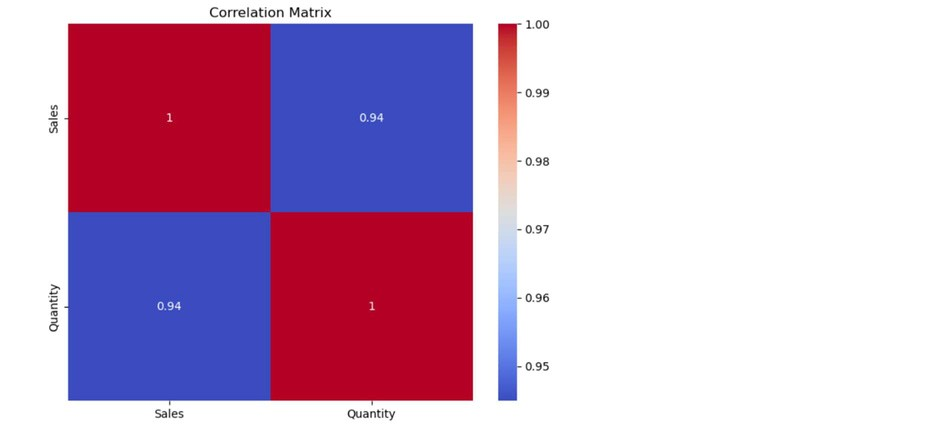 Correlation Matrix
1.00
Sales
1
0.94
0.99
0.98
0.97
Quantity
0.94
1
0.96
0.95
Sales
Quantity